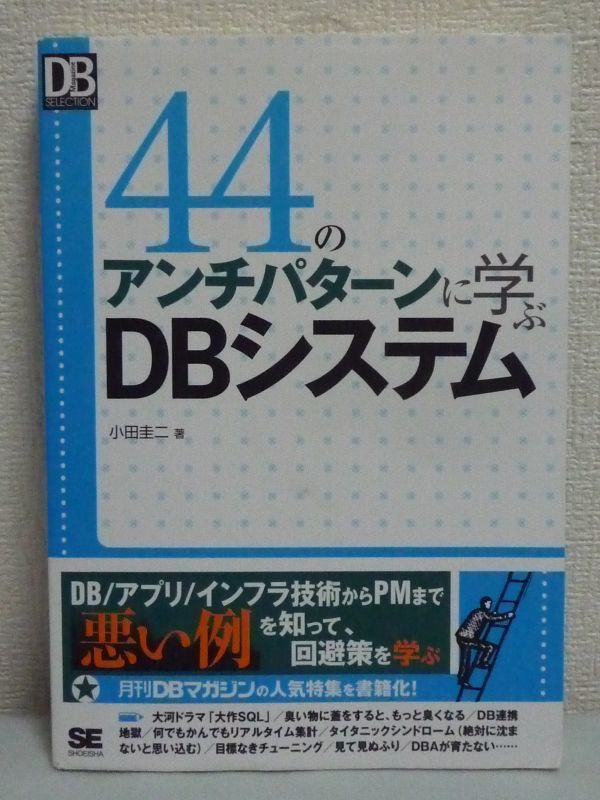 DB
Magazine
SELECTION
44の
アンチパターンに学ぶ
DBシステム
小田圭二 著
DB/アプリ/インフラ技術からPMまで
悪い例を知って、
回避策を学ぶ
月刊DBマガジンの人気特集を書籍化!
大河ドラマ「大作SQL」/臭い物に蓋をすると、もっと臭くなる/DB連携
地獄/何でもかんでもリアルタイム集計/タイタニックシンドローム(絶対に沈ま
ないと思い込む)/目標なきチューニング/見て見ぬふり/DBAが育たない……
SE
SHOEISHA